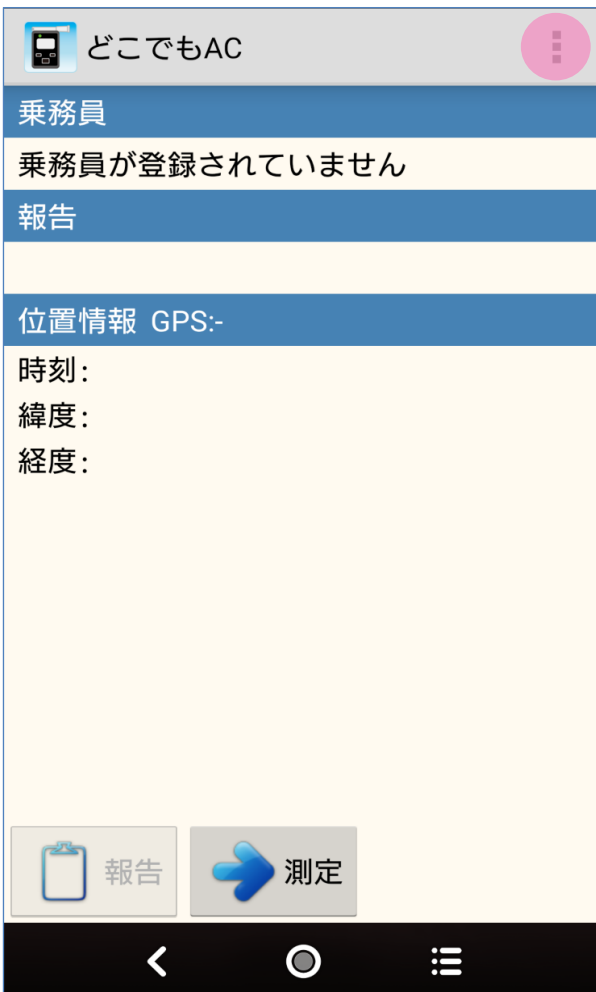 どこでもAC
乗務員
乗務員が登録されていません
報告
位置情報 GPS:-
時刻:
緯度:
経度:
報告
測定